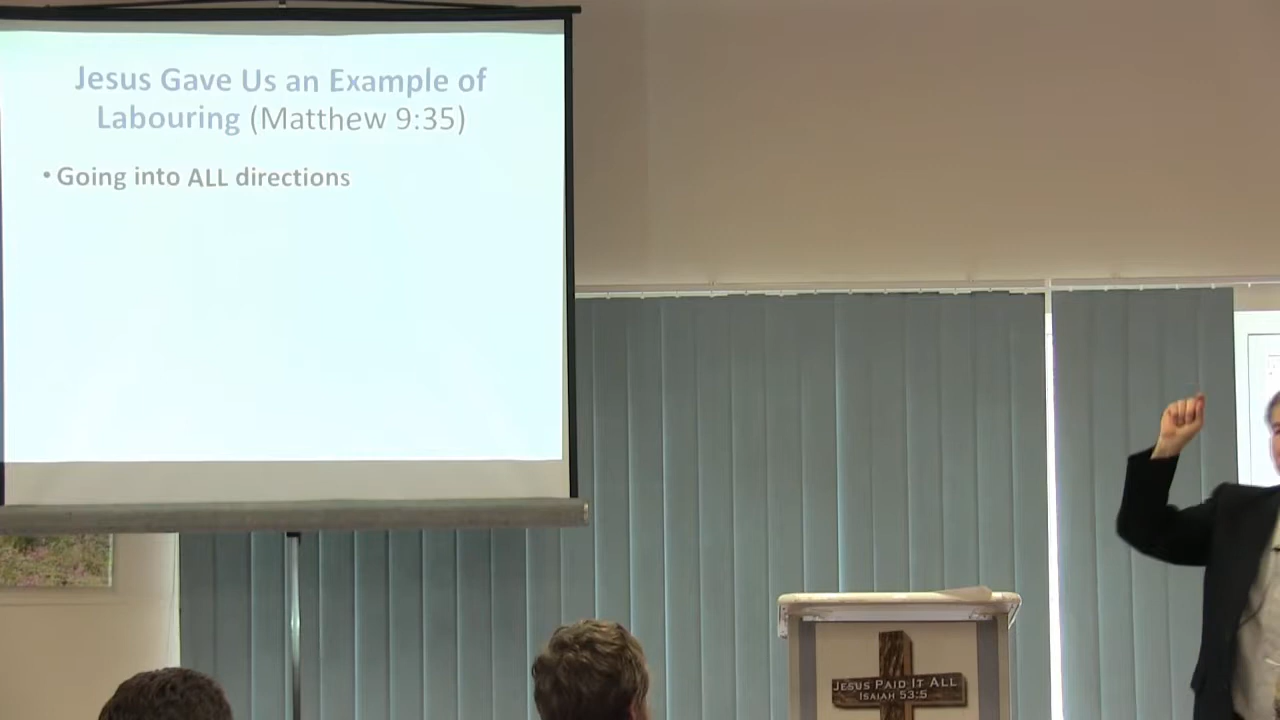 Jesus Gave Us an Example of
Labouring (Matthew 9:35)
• Going into ALL directions
Jesus Paid It All
Isaiah 53:5